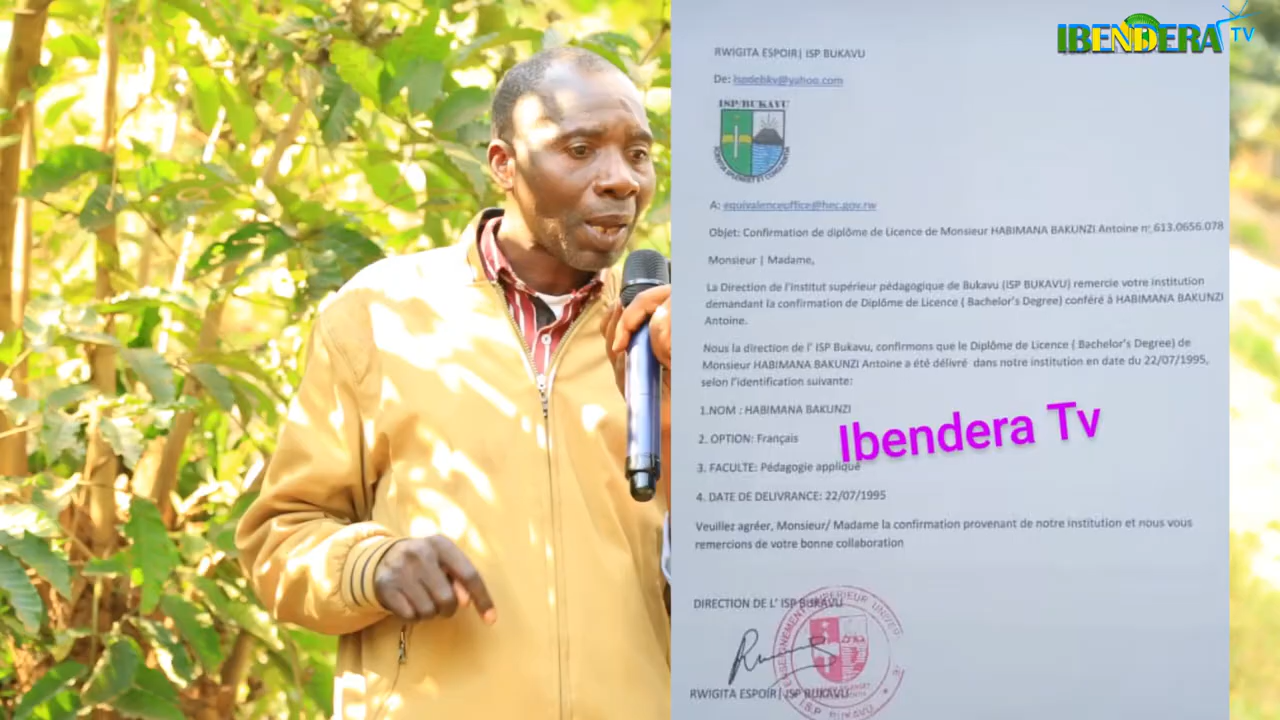 IBENDERA TV
RWIGITA ESPOIR| ISP BUKAVU
De: ispdebkv@yahoo.com
ISP/BUKAVU
A: equivalenceoffice@hec.gov.rw
Objet: Confirmation de diplôme de Licence de Monsieur HABIMANA BAKUNZI Antoine n° 613.0656.078
Monsieur | Madame,
La Direction de l'Institut supérieur pédagogique de Bukavu (ISP BUKAVU) remercie votre institution
demandant la confirmation de Diplôme de Licence ( Bachelor's Degree) conféré à HABIMANA BAKUNZI
Antoine.
Nous la direction de l' ISP Bukavu, confirmons que le Diplôme de Licence ( Bachelor's Degree) de
Monsieur HABIMANA BAKUNZI Antoine a été délivré dans notre institution en date du 22/07/1995,
selon l'identification suivante:
1.NOM : HABIMANA BAKUNZI
2. OPTION: Français
Ibendera Tv
3. FACULTE: Pédagogie appliqué
4. DATE DE DELIVRANCE: 22/07/1995
Veuillez agréer, Monsieur/ Madame la confirmation provenant de notre institution et nous vous
remercions de votre bonne collaboration
DIRECTION DE L' ISP BUKAVU
RWIGITA ESPOIR| ISP BUKAVU
I.S.P BUKAVU